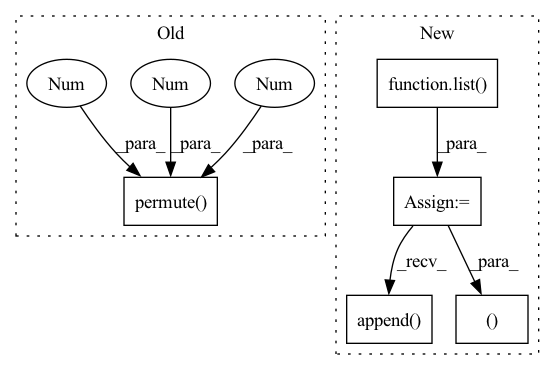 Old
New
Num
Num
Num
function.list()
_para_
_para_
_para_
_para_
permute()
Assign:=
_recv_
_para_
append()
()